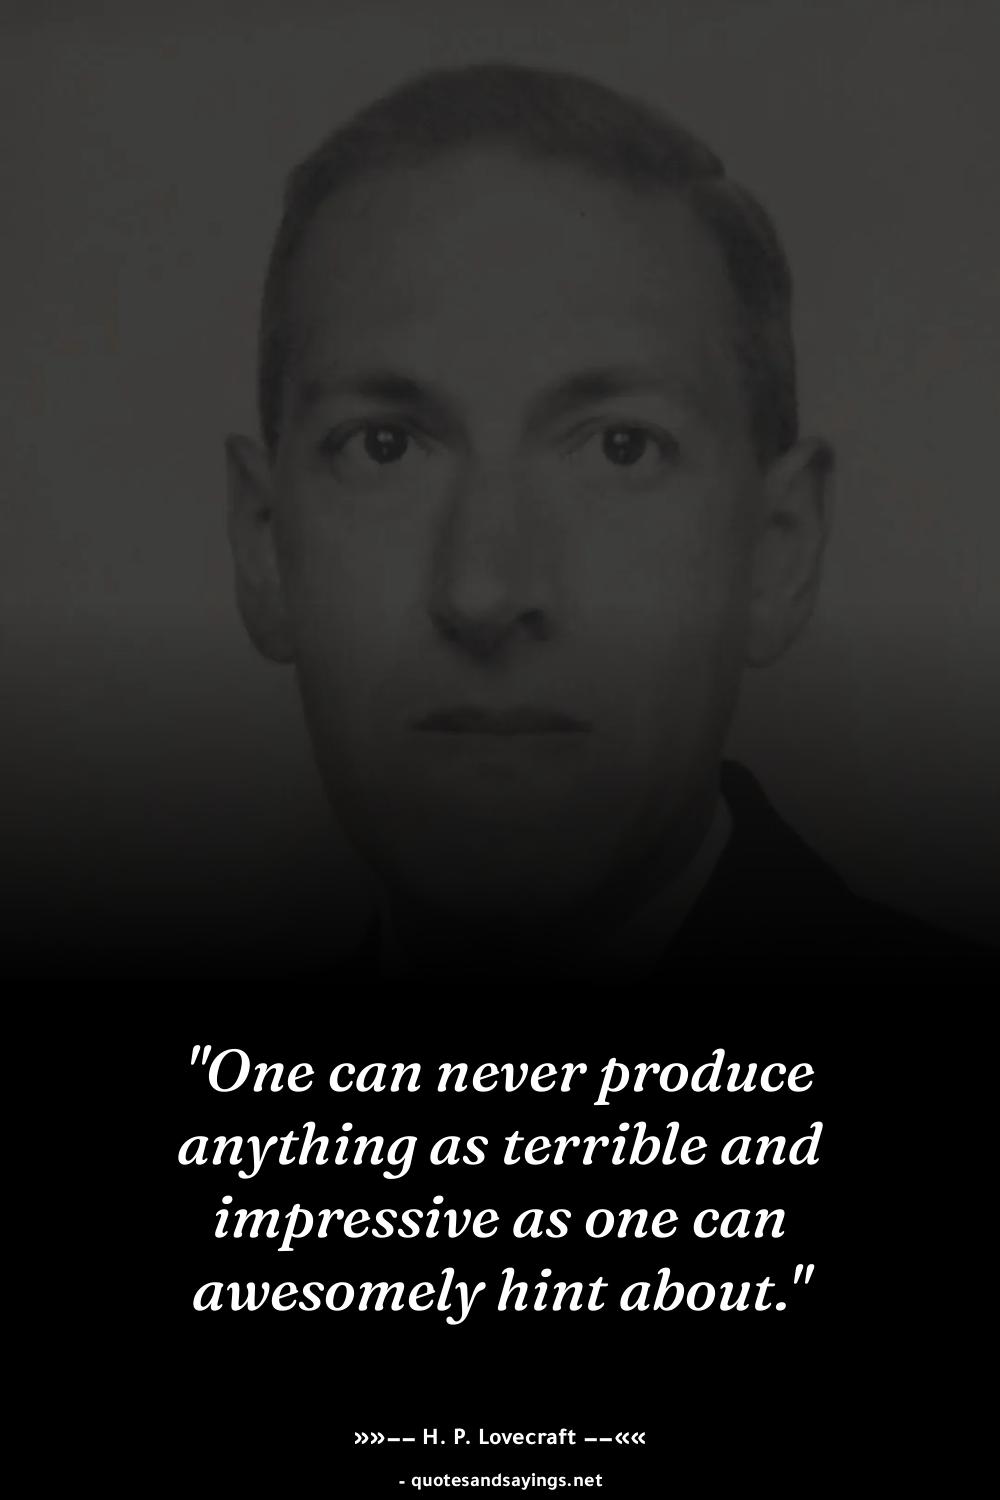 "One can never produce
anything as terrible and
impressive as one can
awesomely hint about."
»»–– H. P. Lovecraft ––««
- quotesandsayings.net